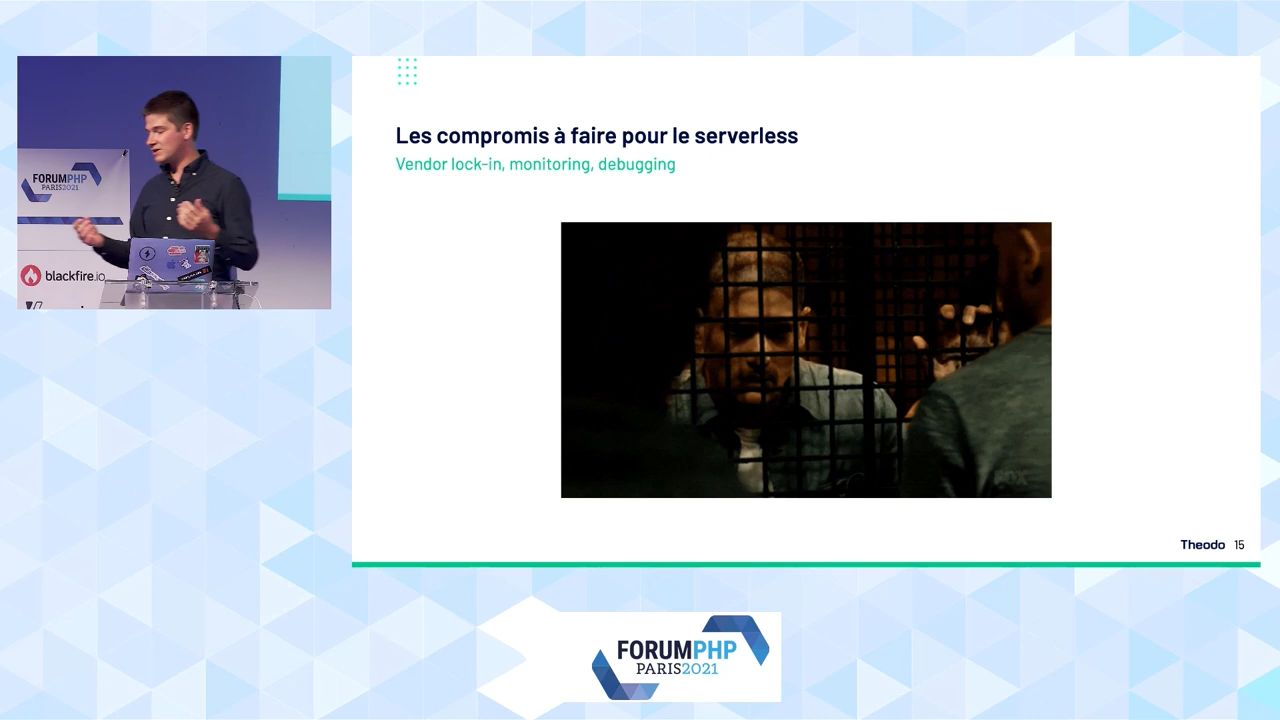 FORUMPHP
PARIS2021
blackfire.io
Les compromis à faire pour le serverless
Vendor lock-in, monitoring, debugging
Theodo 15
FORUMPHP
PARIS2021